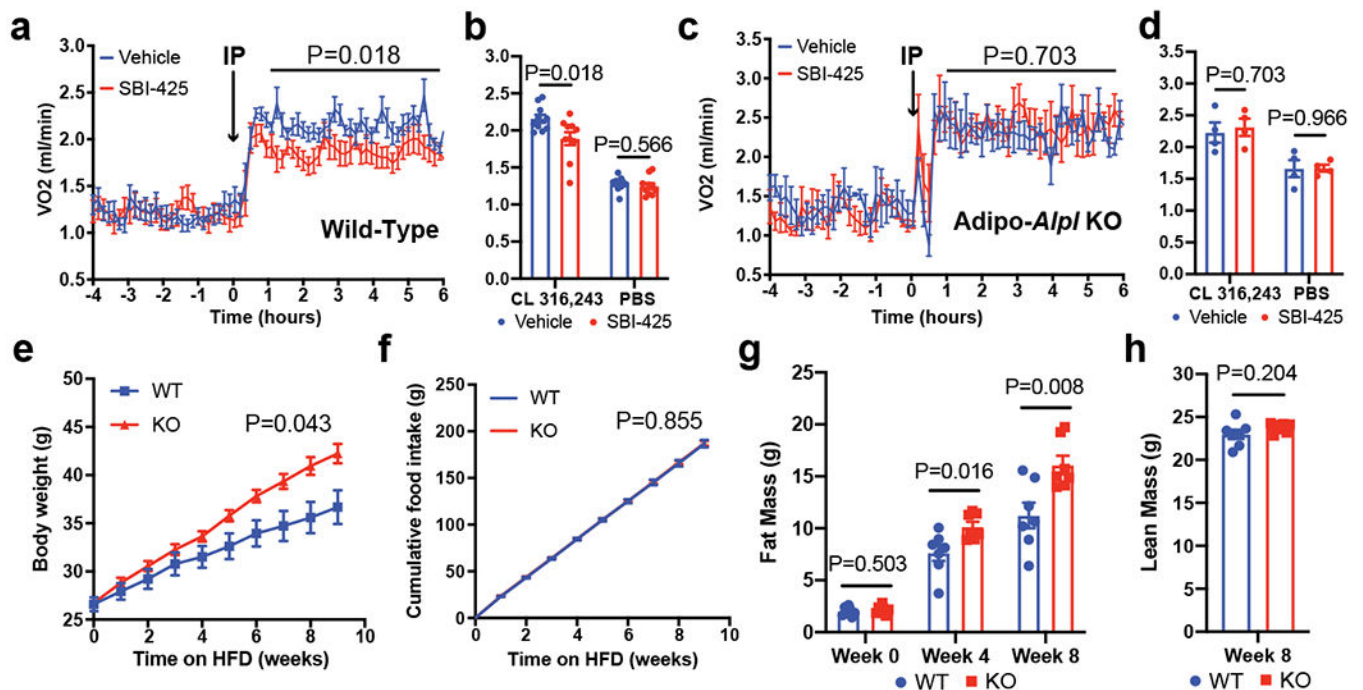 a
Vehicle
SBI-425
IP
P=0.018
3.0
2.5
2.0
1.5
1.0
0.5
VO2 (ml/min)
Wild-Type
-4 -3 -2 -1 0 1 2 3 4 5 6
Time (hours)
b
3.0
2.5
2.0
1.5
1.0
0.5
0.0
P=0.018
P=0.566
CL 316,243 PBS
Vehicle SBI-425
c
Vehicle
SBI-425
IP
P=0.703
3.0
2.5
2.0
1.5
1.0
0.5
VO2 (ml/min)
Adipo-Alpl KO
-4 -3 -2 -1 0 1 2 3 4 5 6
Time (hours)
d
3.0
2.5
2.0
1.5
1.0
0.5
0.0
P=0.703
P=0.966
CL 316,243 PBS
Vehicle SBI-425
e
WT
KO
P=0.043
50
45
40
35
30
25
Body weight (g)
0 2 4 6 8 10
Time on HFD (weeks)
f
WT
KO
P=0.855
250
200
150
100
50
0
Cumulative food intake (g)
0 2 4 6 8 10
Time on HFD (weeks)
g
25
20
15
10
5
0
Fat Mass (g)
P=0.503
P=0.016
P=0.008
Week 0 Week 4 Week 8
WT KO
h
30
25
20
15
10
5
0
Lean Mass (g)
P=0.204
Week 8
WT KO